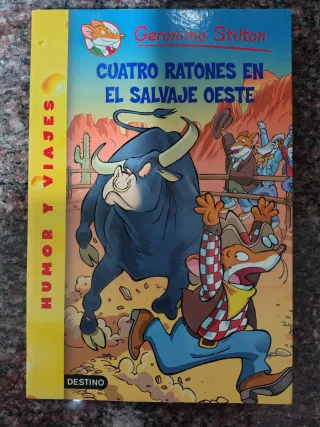 Geronimo Stilton
CUATRO RATONES EN
EL SALVAJE OESTE
HUMOR Y VIAJES
DESTINO